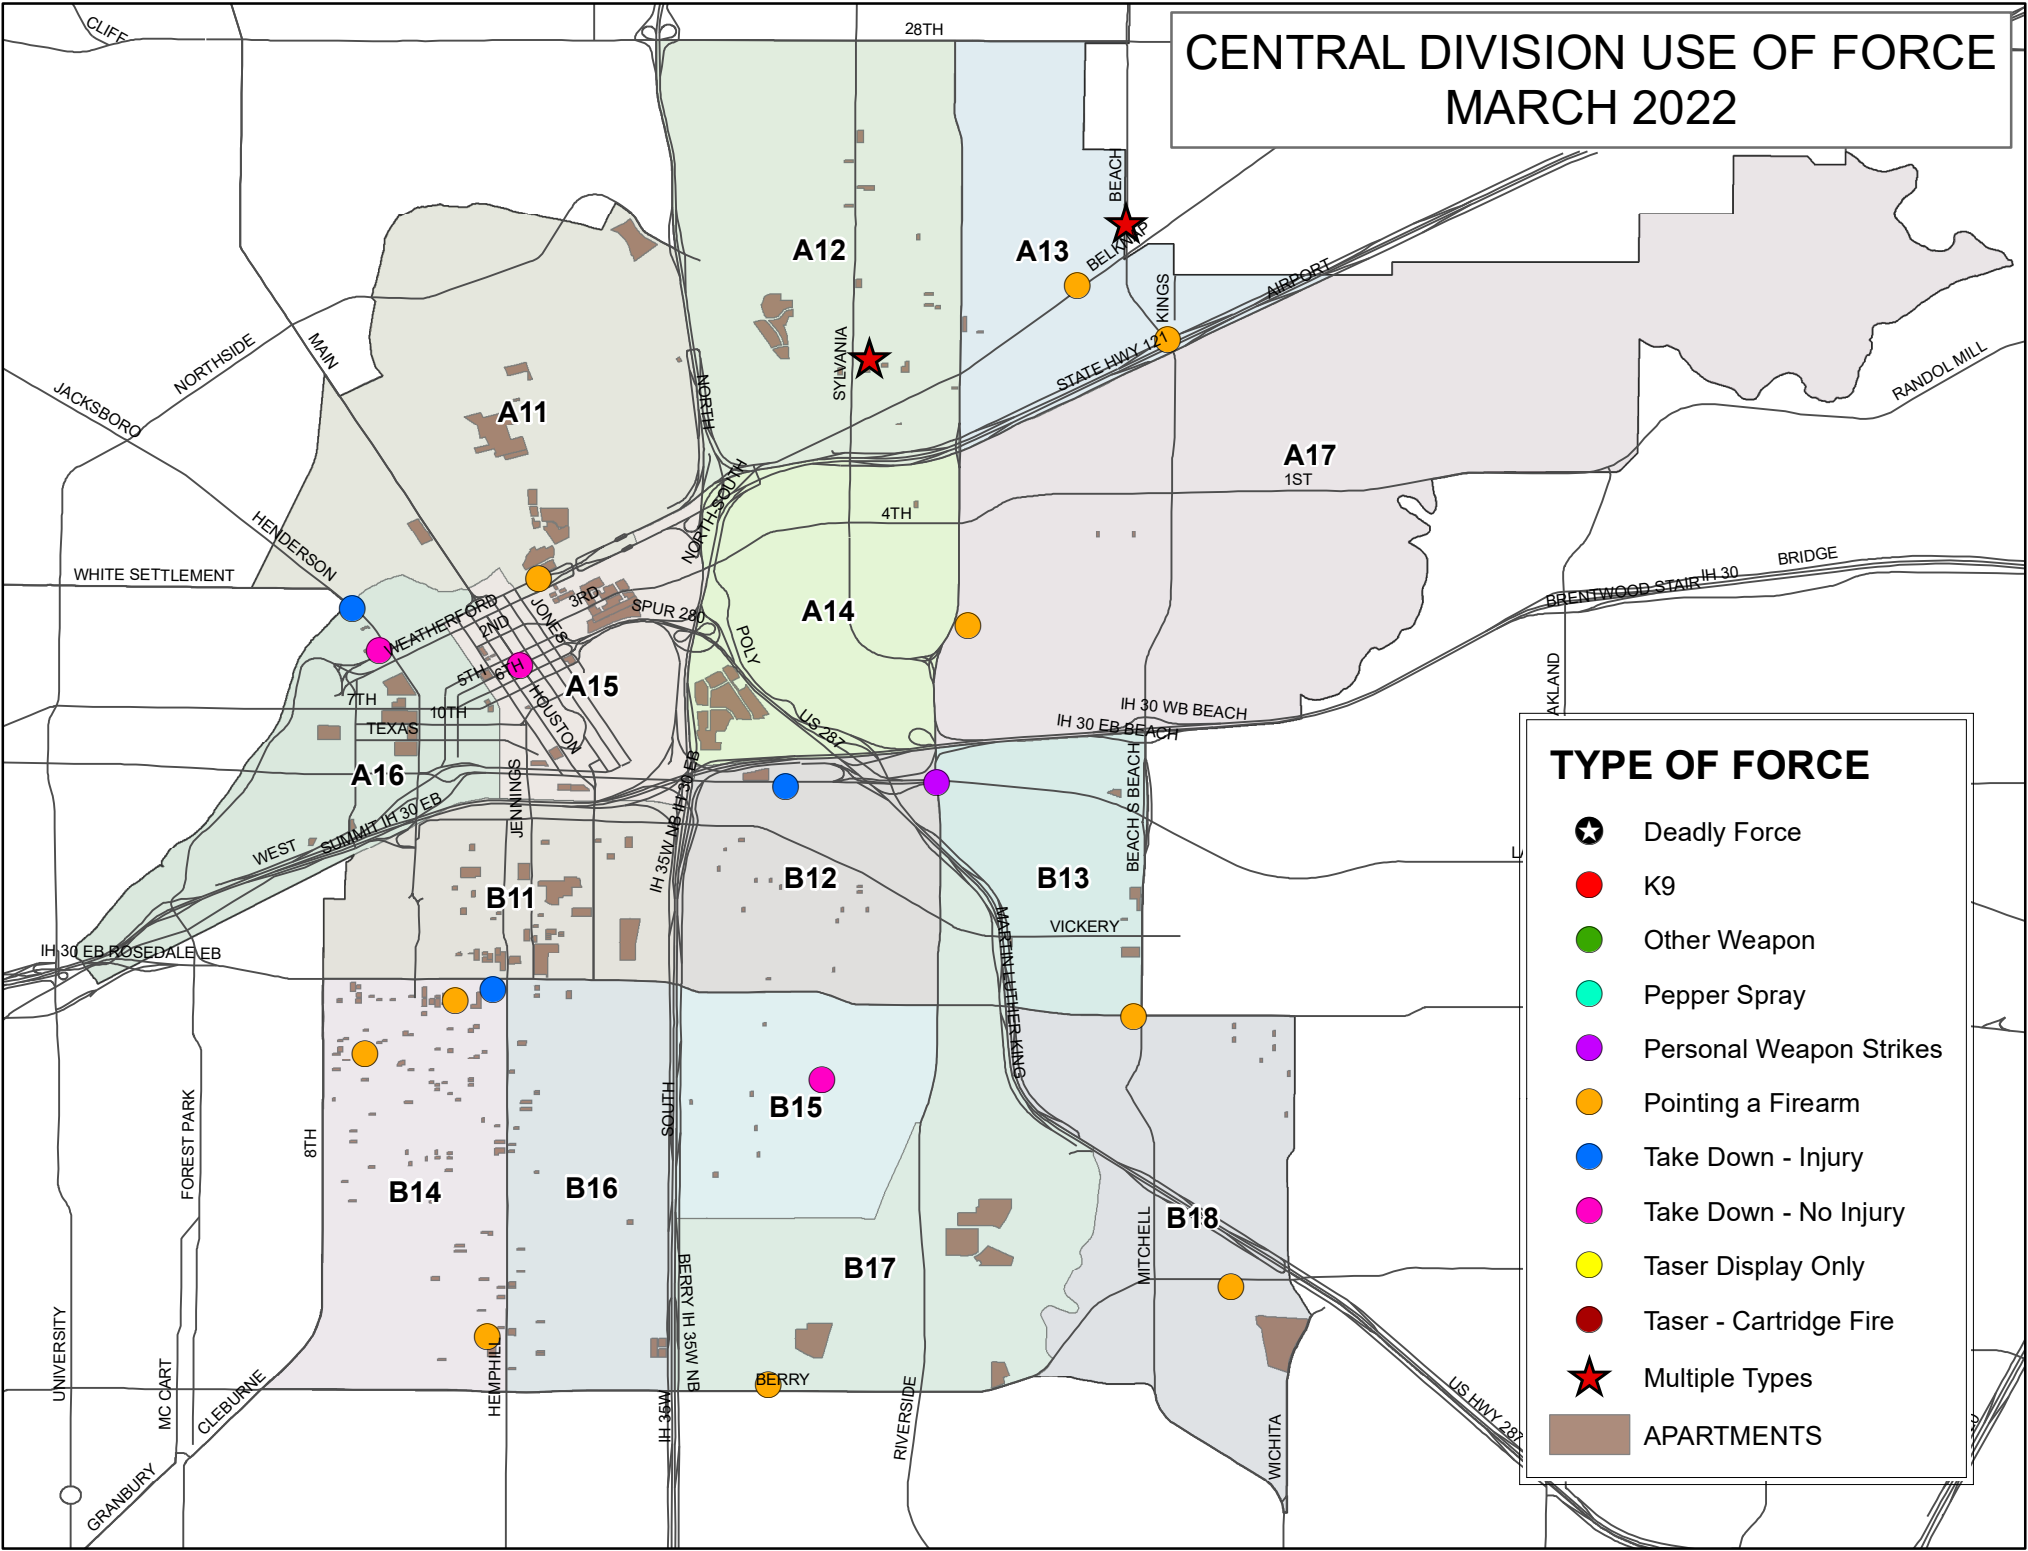 CENTRAL DIVISION USE OF FORCE
MARCH 2022
CLIFF
28TH
BEACH
A12
A13
BELKNAP
KINGS
AIRPORT
NORTHSIDE
MAIN
SYLVANIA
STATE HWY 121
JACKSBORO
NORTH
RANDOL MILL
A11
A17
1ST
NORTH-SOUTH
4TH
HENDERSON
WHITE SETTLEMENT
BRIDGE
IH 30
BRENTWOOD STAIR
WEATHERFORD
JONES
3RD
SPUR 280
2ND
A14
POLY
5TH
6TH
A15
7TH
10TH
HOUSTON
TEXAS
US 287
IH 30 WB BEACH
IH 30 EB BEACH
AKLAND
A16
JENNINGS
IH 35W NB IH 30 EB
BEACH S BEACH
SUMMIT IH 30 EB
WEST
B11
B12
B13
VICKERY
MARTIN LUTHER KING
IH 30 EB ROSEDALE EB
8TH
FOREST PARK
SOUTH
B15
B14
B16
B17
B18
MITCHELL
UNIVERSITY
MC CART
CLEBURNE
HEMPHILL
BERRY IH 35W NB
BERRY
IH 35W
RIVERSIDE
WICHITA
US HWY 287
GRANBURY
TYPE OF FORCE
Deadly Force
K9
Other Weapon
Pepper Spray
Personal Weapon Strikes
Pointing a Firearm
Take Down - Injury
Take Down - No Injury
Taser Display Only
Taser - Cartridge Fire
Multiple Types
APARTMENTS